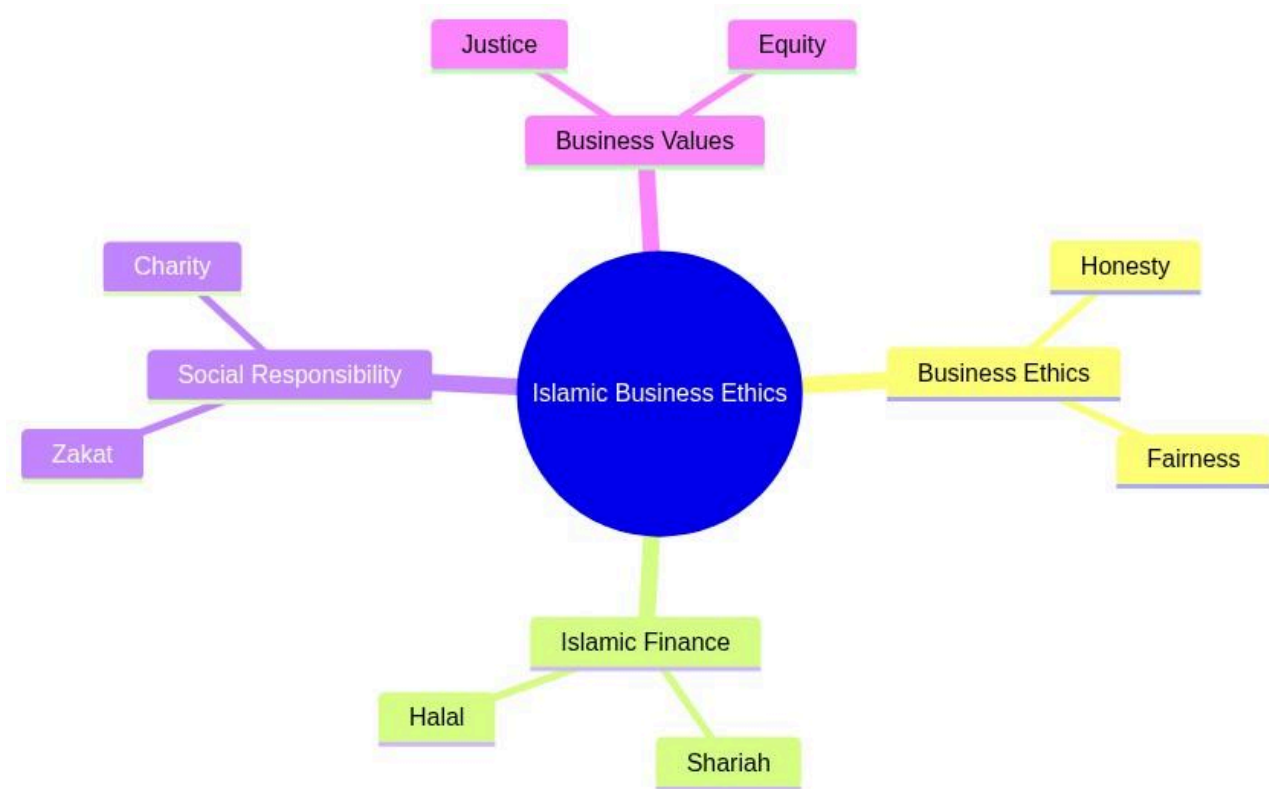 Justice
Equity
Business Values
Charity
Honesty
Social Responsibility
Islamic Business Ethics
Business Ethics
Zakat
Fairness
Islamic Finance
Halal
Shariah